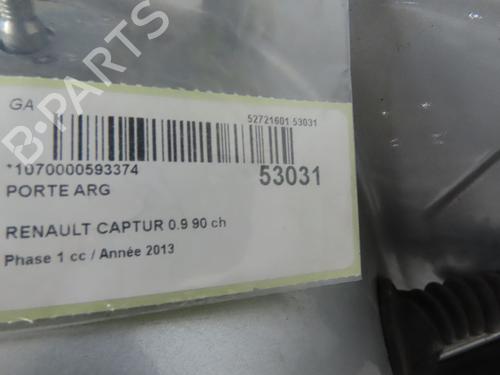 GA
52721601 53031
*1070000593374
53031
PORTE ARG
RENAULT CAPTUR 0.9 90 ch
Phase 1 cc / Année 2013
B-PARTS